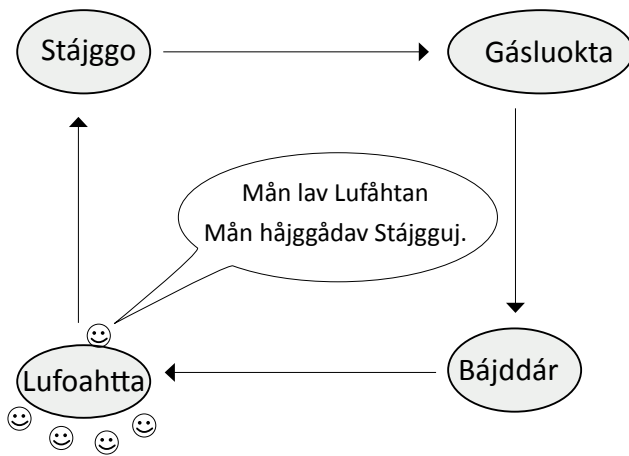 Stájggo
Gásluokta
Mån lav Lufåhtan
Mån håjggådav Stájgguj.
Lufoahtta
Bájddár